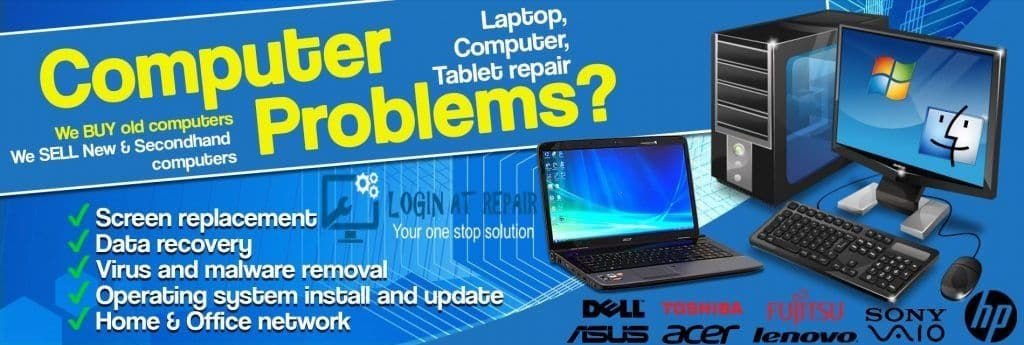 Computer
Problems?
Laptop,
Computer,
Tablet repair
We BUY old computers
We SELL New & Secondhand
computers
LOGIN AT REPAIR
Your one stop solution
Screen replacement
Data recovery
Virus and malware removal
Operating system install and update
Home & Office network
acer
DELL TOSHIBA FUJITSU SONY
ASUS acer lenovo VAIO hp